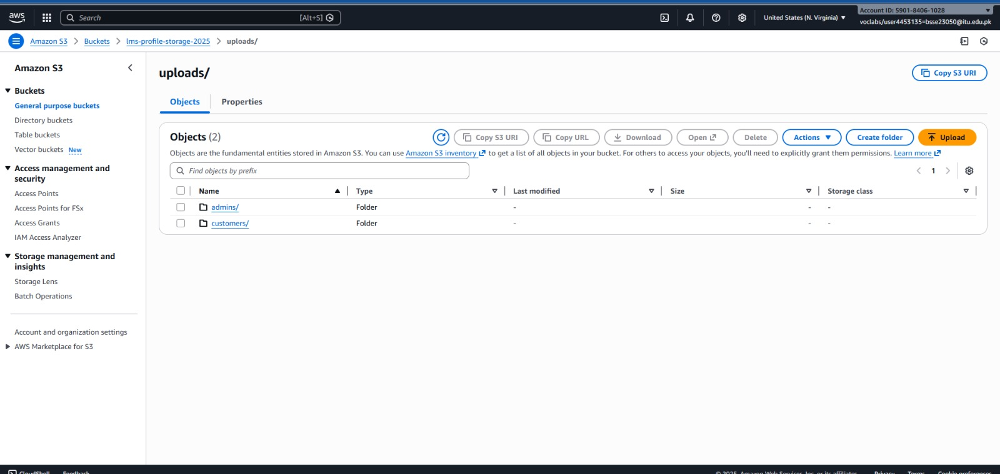 aws
Search
[Alt+S]
United States (N. Virginia)
Account ID: 5901-8406-1028
voclabs/user4453135=bsse23050@itu.edu.pk
Amazon S3
Buckets
lms-profile-storage-2025
uploads/
Amazon S3
Buckets
General purpose buckets
Directory buckets
Table buckets
Vector buckets New
Access management and
security
Access Points
Access Points for FSx
Access Grants
IAM Access Analyzer
Storage management and
insights
Storage Lens
Batch Operations
Account and organization settings
AWS Marketplace for S3
uploads/
Copy S3 URI
Objects
Properties
Objects (2)
Copy S3 URI
Copy URL
Download
Open
Delete
Actions
Create folder
Upload
Objects are the fundamental entities stored in Amazon S3. You can use Amazon S3 inventory to get a list of all objects in your bucket. For others to access your objects, you'll need to explicitly grant them permissions. Learn more
Find objects by prefix
1
Name Type Last modified Size Storage class
admins/ Folder - - -
customers/ Folder - - -
CloudShell Feedback © 2025, Amazon Web Services, Inc. or its affiliates. Privacy Terms Cookie preferences